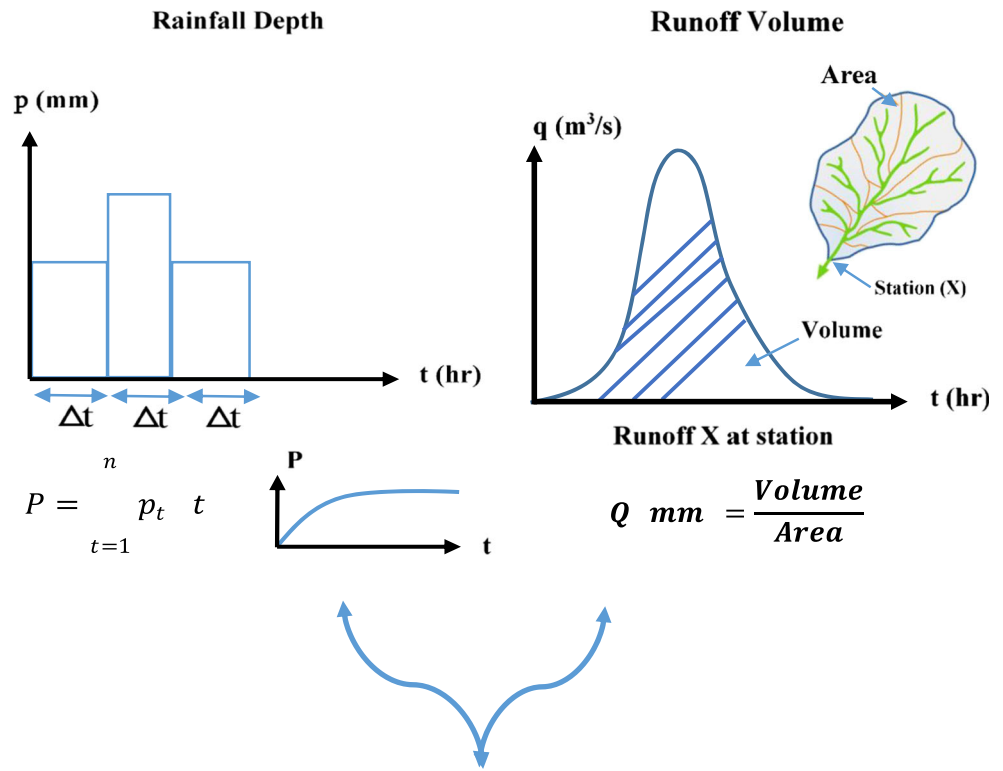 Rainfall Depth
p (mm)
t (hr)
Δt Δt Δt
n
P = p_t t
t=1
P
t
Runoff Volume
Area
q (m³/s)
Station (X)
Volume
t (hr)
Runoff X at station
Q mm = Volume
Area